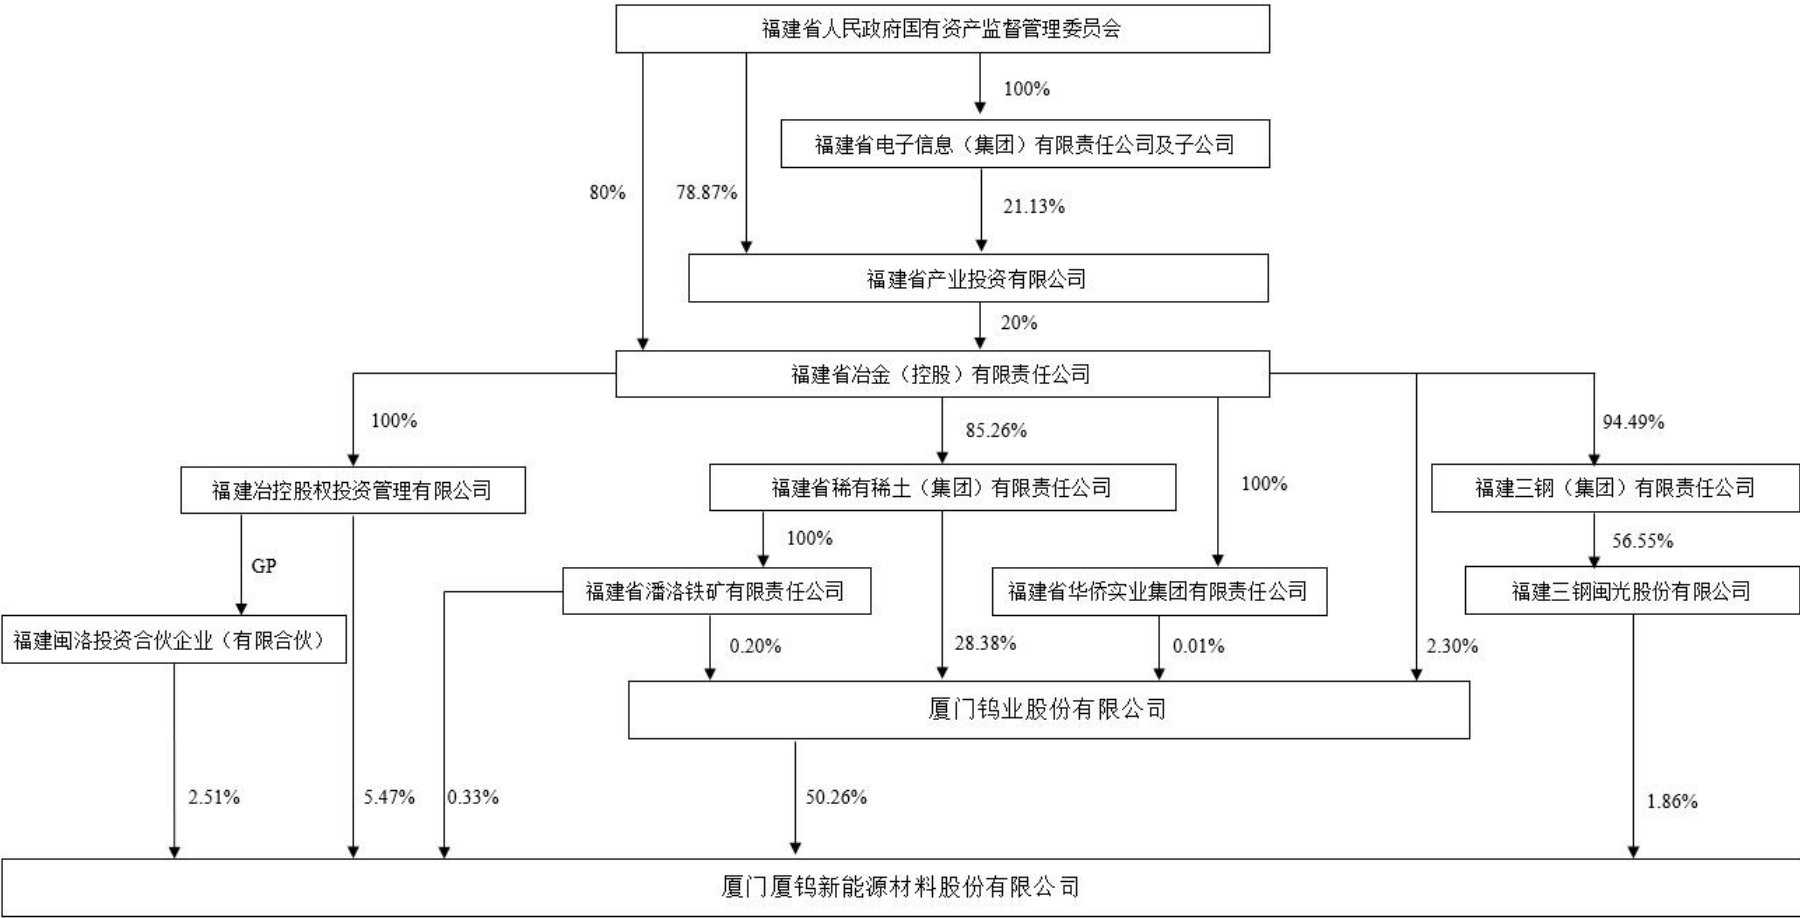 福建省人民政府国有资产监督管理委员会
100%
福建省电子信息（集团）有限责任公司及子公司
80%
78.87%
21.13%
福建省产业投资有限公司
20%
福建省冶金（控股）有限责任公司
100%
85.26%
94.49%
福建冶控股权投资管理有限公司
福建省稀有稀土（集团）有限责任公司
100%
福建三钢（集团）有限责任公司
GP
100%
56.55%
福建省潘洛铁矿有限责任公司
福建省华侨实业集团有限责任公司
福建三钢闽光股份有限公司
福建闽洛投资合伙企业（有限合伙）
0.20%
28.38%
0.01%
2.30%
厦门钨业股份有限公司
2.51%
5.47%
0.33%
50.26%
1.86%
厦门厦钨新能源材料股份有限公司